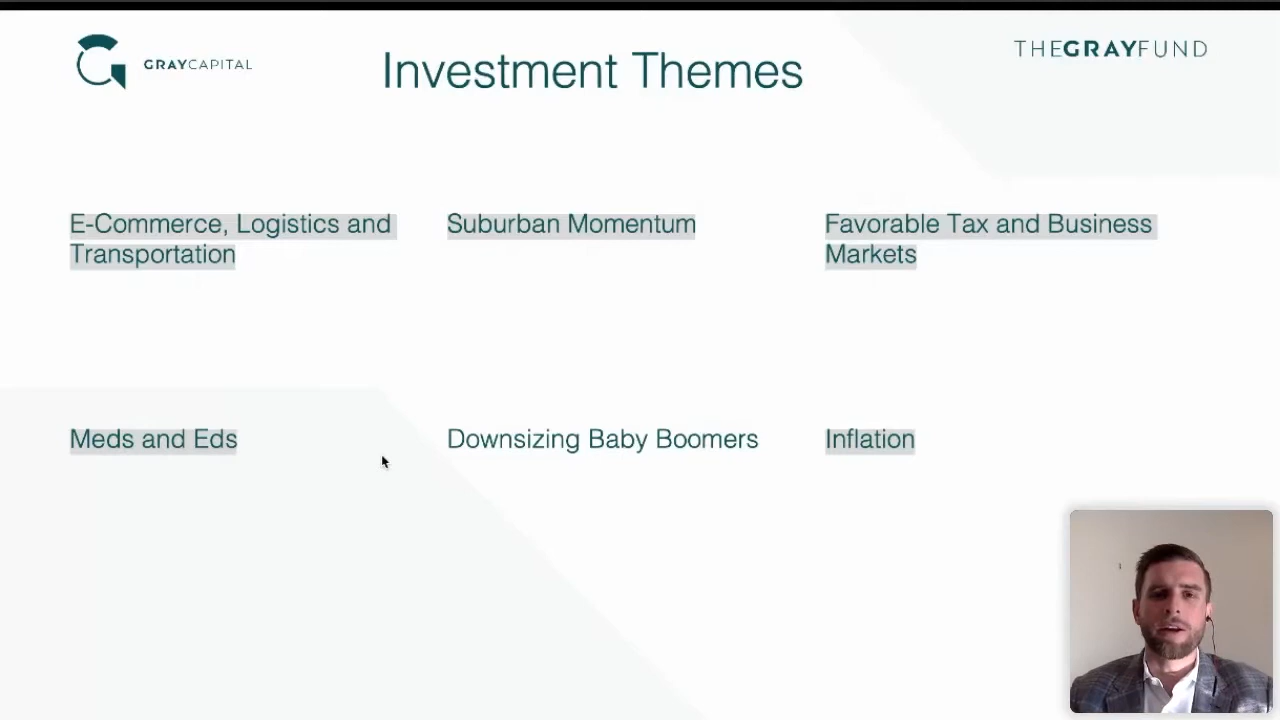 GRAYCAPITAL
Investment Themes
THEGRAYFUND
E-Commerce, Logistics and
Transportation
Suburban Momentum
Favorable Tax and Business
Markets
Meds and Eds
Downsizing Baby Boomers
Inflation